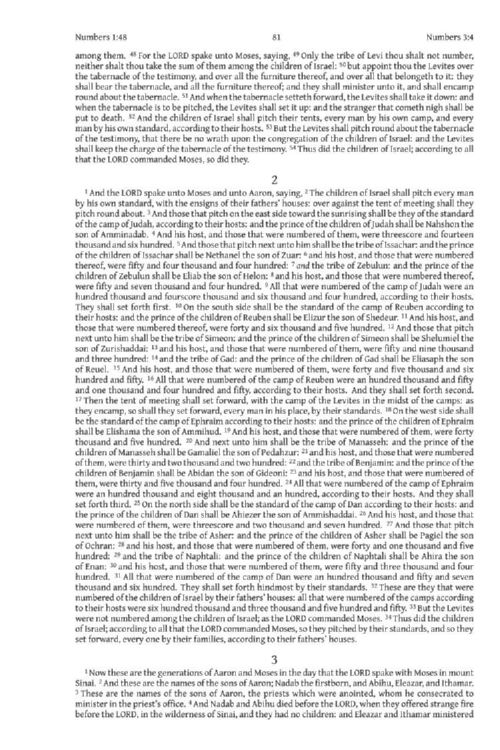 Numbers 1:48 81 Numbers 3:4
among them. 48 For the LORD spake unto Moses, saying, 49 Only the tribe of Levi thou shalt not number,
neither shalt thou take the sum of them among the children of Israel: 50 but appoint thou the Levites over
the tabernacle of the testimony, and over all the furniture thereof, and over all that belongeth to it: they
shall bear the tabernacle, and all the furniture thereof; and they shall minister unto it, and shall encamp
round about the tabernacle. 51 And when the tabernacle setteth forward, the Levites shall take it down: and
when the tabernacle is to be pitched, the Levites shall set it up: and the stranger that cometh nigh shall be
put to death. 52 And the children of Israel shall pitch their tents, every man by his own camp, and every
man by his own standard, according to their hosts. 53 But the Levites shall pitch round about the tabernacle
of the testimony, that there be no wrath upon the congregation of the children of Israel: and the Levites
shall keep the charge of the tabernacle of the testimony. 54 Thus did the children of Israel; according to all
that the LORD commanded Moses, so did they.
2
1 And the LORD spake unto Moses and unto Aaron, saying, 2 The children of Israel shall pitch every man
by his own standard, with the ensigns of their fathers' houses: over against the tent of meeting shall they
pitch round about. 3 And those that pitch on the east side toward the sunrising shall be they of the standard
of the camp of Judah, according to their hosts: and the prince of the children of Judah shall be Nahshon the
son of Amminadab. 4 And his host, and those that were numbered of them, were threescore and fourteen
thousand and six hundred. 5 And those that pitch next unto him shall be the tribe of Issachar: and the prince
of the children of Issachar shall be Nethanel the son of Zuar: 6 and his host, and those that were numbered
thereof, were fifty and four thousand and four hundred: 7 and the tribe of Zebulun: and the prince of the
children of Zebulun shall be Eliab the son of Helon: 8 and his host, and those that were numbered thereof,
were fifty and seven thousand and four hundred. 9 All that were numbered of the camp of Judah were an
hundred thousand and fourscore thousand and six thousand and four hundred, according to their hosts.
They shall set forth first. 10 On the south side shall be the standard of the camp of Reuben according to
their hosts: and the prince of the children of Reuben shall be Elizur the son of Shedeur. 11 And his host, and
those that were numbered thereof, were forty and six thousand and five hundred. 12 And those that pitch
next unto him shall be the tribe of Simeon: and the prince of the children of Simeon shall be Shelumiel the
son of Zurishaddai: 13 and his host, and those that were numbered of them, were fifty and nine thousand
and three hundred: 14 and the tribe of Gad: and the prince of the children of Gad shall be Eliasaph the son
of Reuel. 15 And his host, and those that were numbered of them, were forty and five thousand and six
hundred and fifty. 16 All that were numbered of the camp of Reuben were an hundred thousand and fifty
and one thousand and four hundred and fifty, according to their hosts. And they shall set forth second.
17 Then the tent of meeting shall set forward, with the camp of the Levites in the midst of the camps: as
they encamp, so shall they set forward, every man in his place, by their standards. 18 On the west side shall
be the standard of the camp of Ephraim according to their hosts: and the prince of the children of Ephraim
shall be Elishama the son of Ammihud. 19 And his host, and those that were numbered of them, were forty
thousand and five hundred. 20 And next unto him shall be the tribe of Manasseh: and the prince of the
children of Manasseh shall be Gamaliel the son of Pedahzur: 21 and his host, and those that were numbered
of them, were thirty and two thousand and two hundred: 22 and the tribe of Benjamin: and the prince of the
children of Benjamin shall be Abidan the son of Gideoni: 23 and his host, and those that were numbered of
them, were thirty and five thousand and four hundred. 24 All that were numbered of the camp of Ephraim
were an hundred thousand and eight thousand and an hundred, according to their hosts. And they shall
set forth third. 25 On the north side shall be the standard of the camp of Dan according to their hosts: and
the prince of the children of Dan shall be Ahiezer the son of Ammishaddai. 26 And his host, and those that
were numbered of them, were threescore and two thousand and seven hundred. 27 And those that pitch
next unto him shall be the tribe of Asher: and the prince of the children of Asher shall be Pagiel the son
of Ochran: 28 and his host, and those that were numbered of them, were forty and one thousand and five
hundred: 29 and the tribe of Naphtali: and the prince of the children of Naphtali shall be Ahira the son
of Enan: 30 and his host, and those that were numbered of them, were fifty and three thousand and four
hundred. 31 All that were numbered of the camp of Dan were an hundred thousand and fifty and seven
thousand and six hundred. They shall set forth hindmost by their standards. 32 These are they that were
numbered of the children of Israel by their fathers' houses: all that were numbered of the camps according
to their hosts were six hundred thousand and three thousand and five hundred and fifty. 33 But the Levites
were not numbered among the children of Israel; as the LORD commanded Moses. 34 Thus did the children
of Israel; according to all that the LORD commanded Moses, so they pitched by their standards, and so they
set forward, every one by their families, according to their fathers' houses.
3
1 Now these are the generations of Aaron and Moses in the day that the LORD spake with Moses in mount
Sinai. 2 And these are the names of the sons of Aaron; Nadab the firstborn, and Abihu, Eleazar, and Ithamar.
3 These are the names of the sons of Aaron, the priests which were anointed, whom he consecrated to
minister in the priest's office. 4 And Nadab and Abihu died before the LORD, when they offered strange fire
before the LORD, in the wilderness of Sinai, and they had no children: and Eleazar and Ithamar ministered